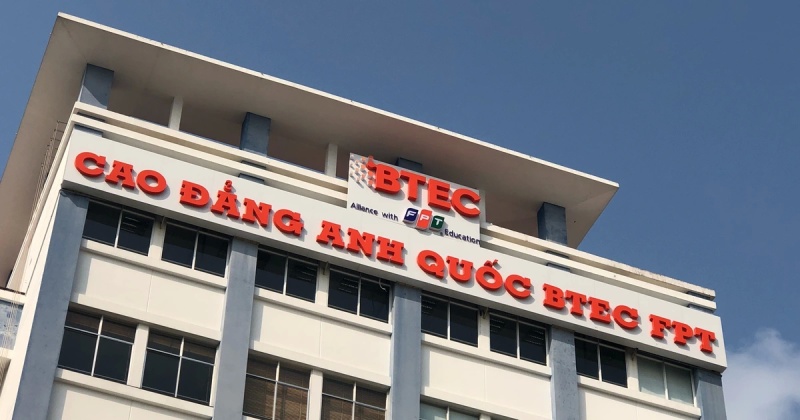 BTEC
Alliance with FPT Education
CAO ĐẲNG ANH QUỐC BTEC FPT